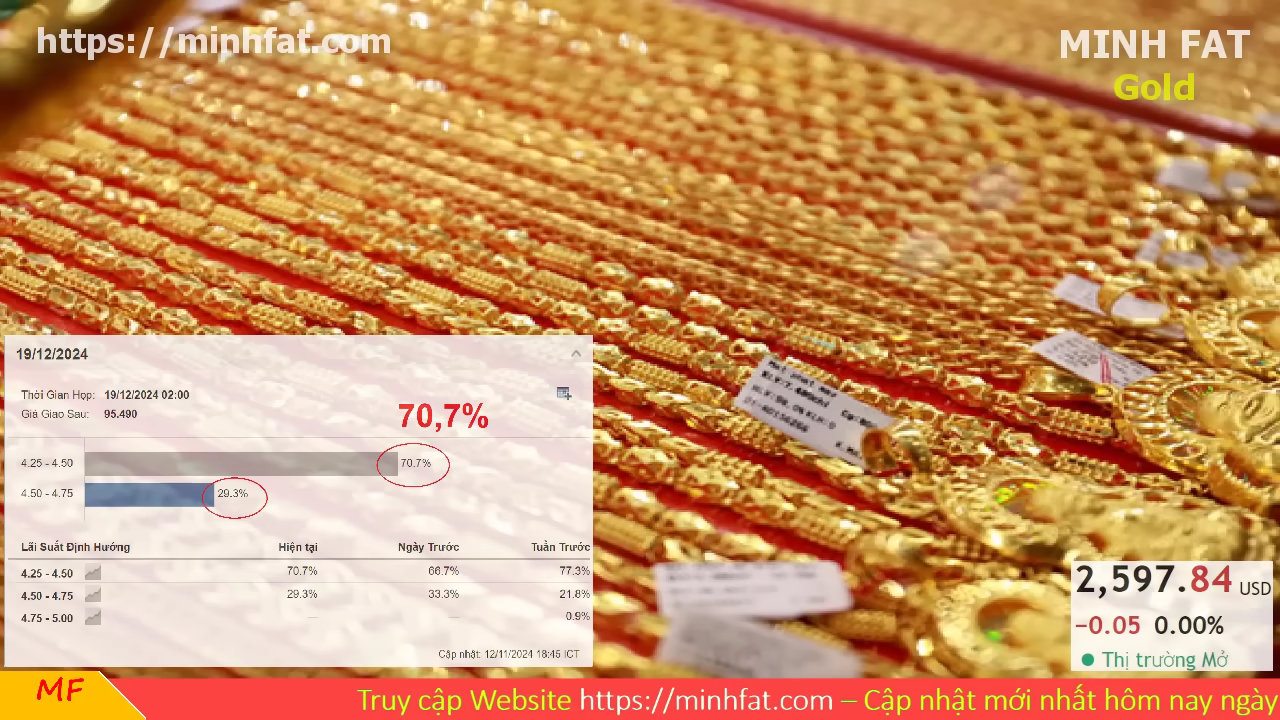 https://minhfat.com
MINH FAT
Gold
19/12/2024
Thời Gian Họp: 19/12/2024 02:00
Giá Giao Sau: 95.490
70,7%
4.25 - 4.50 70.7%
4.50 - 4.75 29.3%
Lãi Suất Định Hướng Hiện tại Ngày Trước Tuần Trước
4.25 - 4.50 70.7% 66.7% 77.3%
4.50 - 4.75 29.3% 33.3% 21.8%
4.75 - 5.00 — — 0.9%
Cập nhật: 12/11/2024 18:45 ICT
2,597.84 USD
−0.05 0.00%
Thị trường Mở
MF
Truy cập Website https://minhfat.com – Cập nhật mới nhất hôm nay ngày